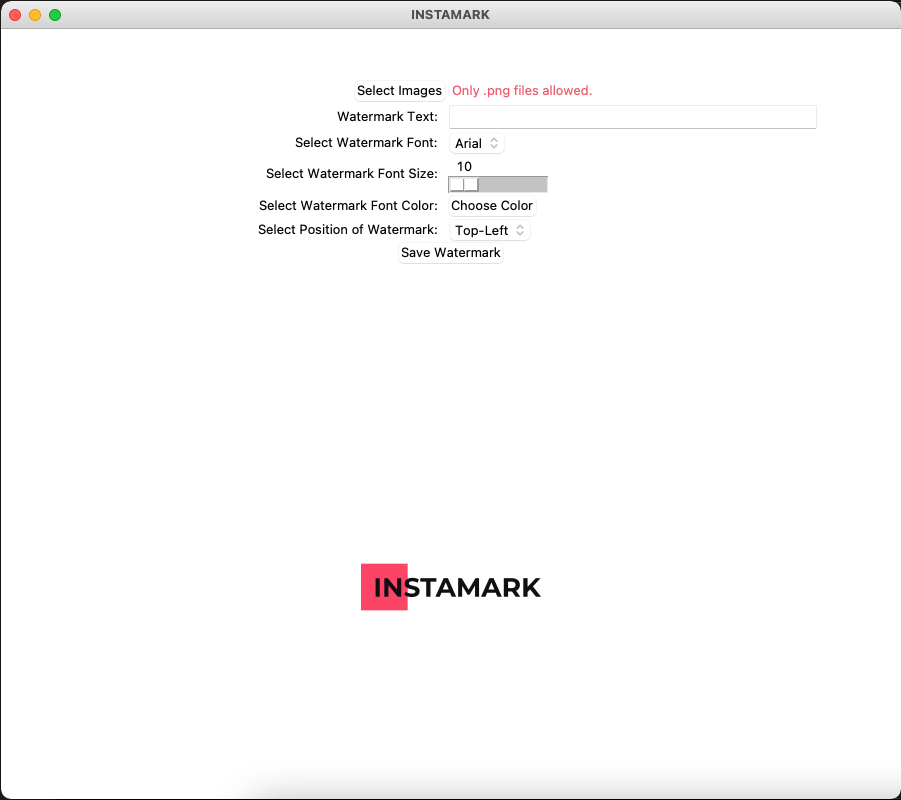 INSTAMARK
Select Images Only .png files allowed.
Watermark Text:
Select Watermark Font: Arial
10
Select Watermark Font Size:
Select Watermark Font Color: Choose Color
Select Position of Watermark: Top-Left
Save Watermark
INSTAMARK